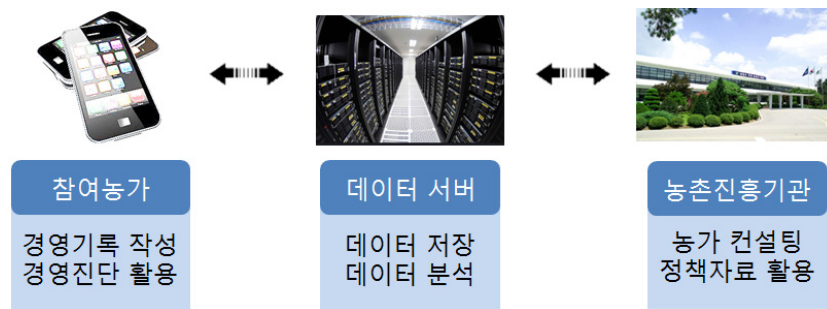 참여농가
경영기록 작성
경영진단 활용
데이터 서버
데이터 저장
데이터 분석
농촌진흥기관
농가 컨설팅
정책자료 활용